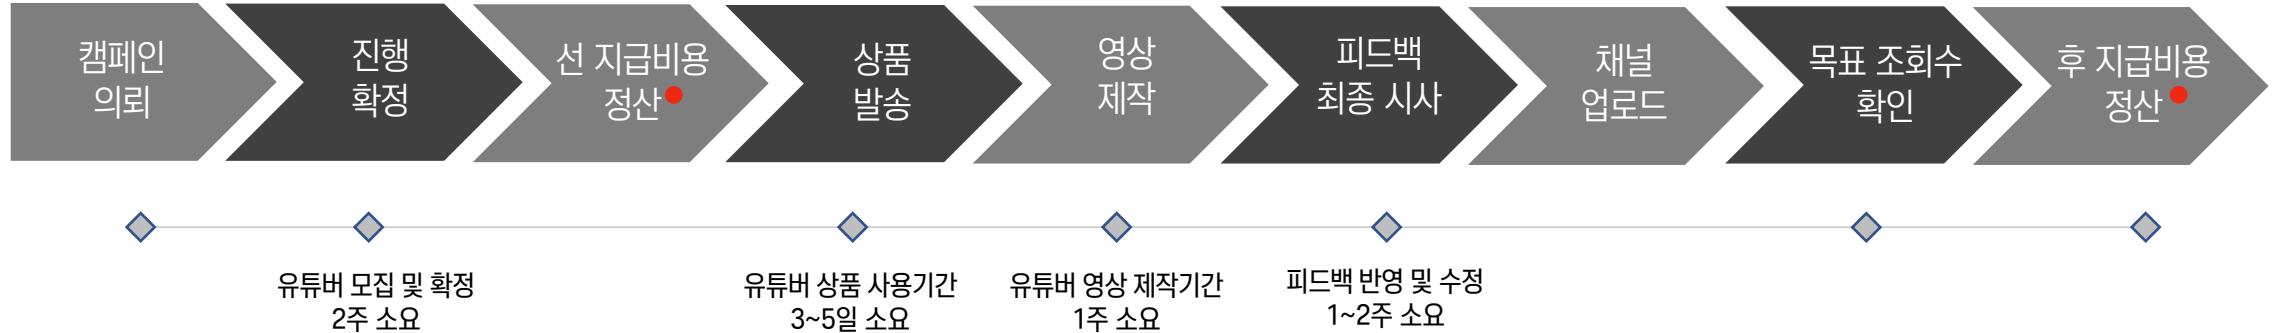 캠페인
의뢰
진행
확정
선 지급비용
정산
상품
발송
영상
제작
피드백
최종 시사
채널
업로드
목표 조회수
확인
후 지급비용
정산
유튜버 모집 및 확정
2주 소요
유튜버 상품 사용기간
3~5일 소요
유튜버 영상 제작기간
1주 소요
피드백 반영 및 수정
1~2주 소요